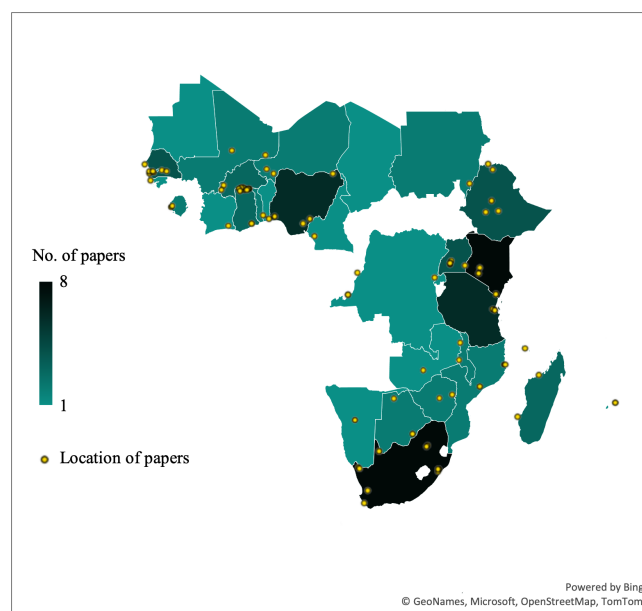 No. of papers
8
1
Location of papers
Powered by Bing
© GeoNames, Microsoft, OpenStreetMap, TomTom